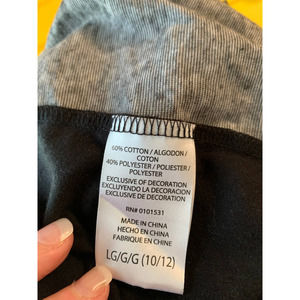 60% COTTON / ALGODON /
COTON
40% POLYESTER / POLIESTER /
POLYESTER
EXCLUSIVE OF DECORATION
EXCLUYENDO LA DECORACION
EXCLUSIVE DE DECORATION
RN# 0101531
MADE IN CHINA
HECHO EN CHINA
FABRIQUE EN CHINE
LG/G/G (10/12)